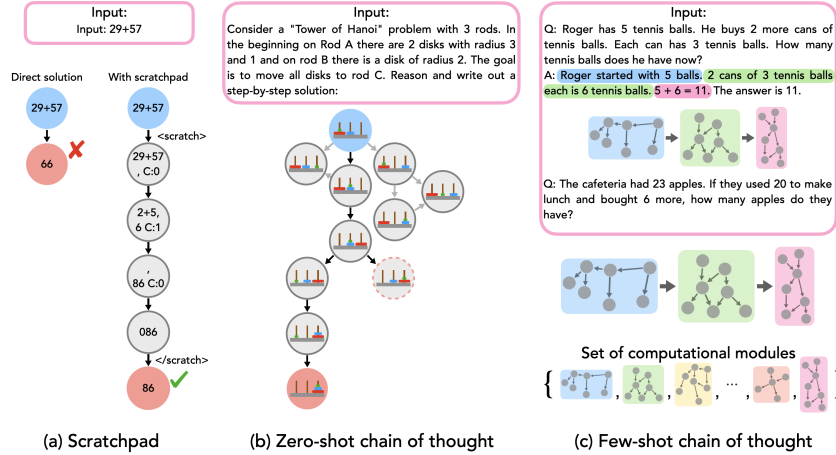 Input:
Input: 29+57
Direct solution
With scratchpad
29+57
66
29+57
<scratch>
29+57
, C:0
2+5,
6 C:1
,
86 C:0
086
</scratch>
86
(a) Scratchpad
Input:
Consider a "Tower of Hanoi" problem with 3 rods. In
the beginning on Rod A there are 2 disks with radius 3
and 1 and on rod B there is a disk of radius 2. The goal
is to move all disks to rod C. Reason and write out a
step-by-step solution:
(b) Zero-shot chain of thought
Input:
Q: Roger has 5 tennis balls. He buys 2 more cans of
tennis balls. Each can has 3 tennis balls. How many
tennis balls does he have now?
A: Roger started with 5 balls. 2 cans of 3 tennis balls
each is 6 tennis balls. 5 + 6 = 11. The answer is 11.
Q: The cafeteria had 23 apples. If they used 20 to make
lunch and bought 6 more, how many apples do they
have?
Set of computational modules
{ , , , ... , , }
(c) Few-shot chain of thought